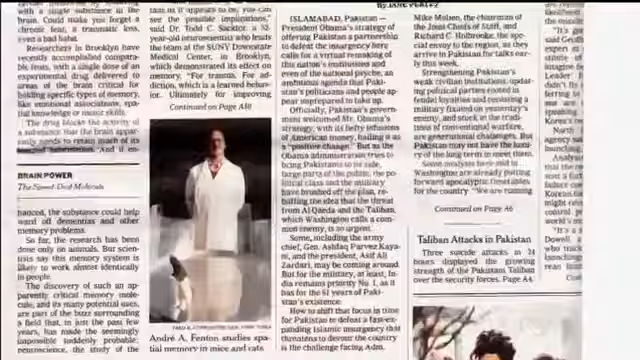 with a single substance in the
brain. Could make you forget a
chronic fear, a traumatic loss,
even a bad habit.
Researchers in Brooklyn have
recently accomplished compara-
ble feats, with a single dose of an
experimental drug delivered to
areas of the brain critical for
holding specific types of memory,
like emotional associations, spa-
tial knowledge or motor skills.
The drug blocks the activity of
a substance that the brain appar-
ently needs to retain much of its
BRAIN POWER
The Speed-Dial Molecule
hanced, the substance could help
ward off dementias and other
memory problems.
So far, the research has been
done only on animals. But scien-
tists say this memory system is
likely to work almost identically
in people.
The discovery of such an ap-
parently critical memory mole-
cule, and its many potential uses,
are part of the buzz surrounding
a field that, in just the past few
years, has made the seemingly
impossible suddenly probable:
neuroscience, the study of the
see the possible implications,"
said Dr. Todd C. Sacktor, a 52-
year-old neuroscientist who leads
the team at the SUNY Downstate
Medical Center, in Brooklyn,
which demonstrated its effect on
memory. "For trauma. For ad-
diction, which is a learned behav-
ior. Ultimately for improving
Continued on Page A18
André A. Fenton studies spa-
tial memory in mice and rats
ISLAMABAD, Pakistan —
President Obama's strategy of
offering Pakistan a partnership
to defeat the insurgency here
calls for a virtual remaking of
this nation's institutions and
even of the national psyche, an
ambitious agenda that Paki-
stan's politicians and people
appear unprepared to take up.
Officially, Pakistan's govern-
ment welcomed Mr. Obama's
strategy, with its hefty infusions
of American money, hailing it as
a "positive change." But as the
Obama administration tries to
bring Pakistanis to its side,
large parts of the public, the po-
litical class and the military
have brushed off the plan, re-
butting the idea that the threat
from Al Qaeda and the Taliban,
which Washington calls a com-
mon enemy, is so urgent.
Some, including the army
chief, Gen. Ashfaq Parvez Kaya-
ni, and the president, Asif Ali
Zardari, may be coming around.
But for the military, at least, In-
dia remains priority No. 1, as it
has for the 61 years of Paki-
stan's existence.
How to shift that focus in time
for Pakistan to defeat a fast-ex-
panding Islamic insurgency that
threatens to devour the country
is the challenge facing Adm.
By JANE PERLEZ
Mike Mullen, the chairman of
the Joint Chiefs of Staff, and
Richard C. Holbrooke, the spe-
cial envoy to the region, as they
arrive in Pakistan for talks early
this week.
Strengthening Pakistan's
weak civilian institutions, updat-
ing political parties rooted in
feudal loyalties and recasting a
military fixated on yesterday's
enemy, and stuck in the tradi-
tions of conventional warfare,
are generational challenges. But
Pakistan may not have the luxu-
ry of the long term to meet them.
Some analysts here and in
Washington are already putting
forward apocalyptic timetables
for the country. "We are running
Continued on Page A6
Taliban Attacks in Pakistan
Three suicide attacks in 24
hours displayed the growing
strength of the Pakistani Taliban
over the security forces. Page A4